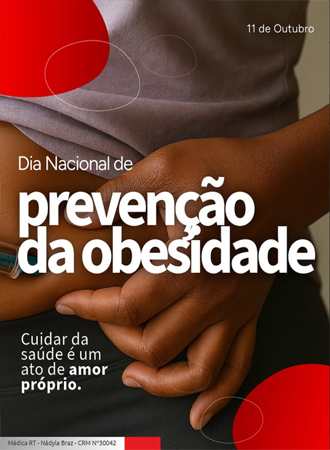 11 de Outubro
Dia Nacional de
prevenção
da obesidade
Cuidar da
saúde é um
ato de amor
próprio.
Médica RT - Nádyla Braz - CRM Nº30042